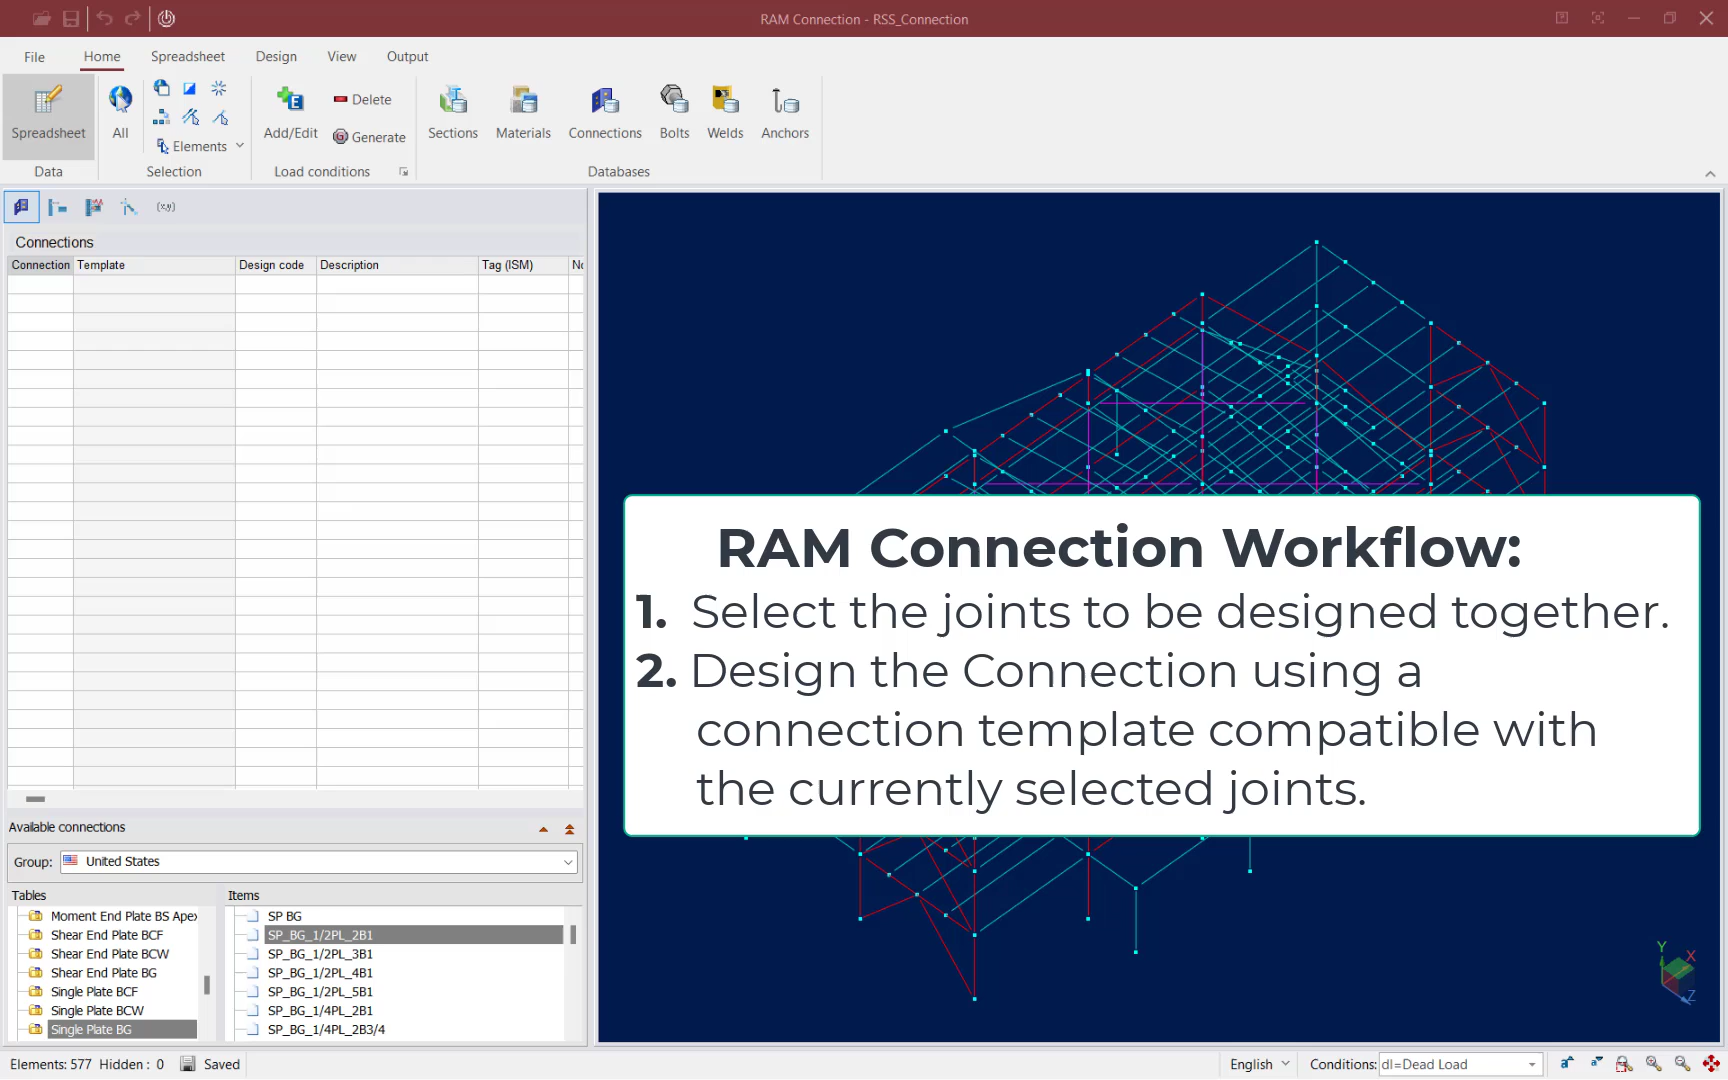 RAM Connection - RSS_Connection
File
Home
Spreadsheet
Design
View
Output
Spreadsheet
All
Elements
Add/Edit
Delete
Generate
Sections
Materials
Connections
Bolts
Welds
Anchors
Data
Selection
Load conditions
Databases
(x,y)
Connections
Connection Template Design code Description Tag (ISM)
RAM Connection Workflow:
1. Select the joints to be designed together.
2. Design the Connection using a
connection template compatible with
the currently selected joints.
Available connections
Group: United States
Tables
Moment End Plate BS Apex
Shear End Plate BCF
Shear End Plate BCW
Shear End Plate BG
Single Plate BCF
Single Plate BCW
Single Plate BG
Items
SP BG
SP_BG_1/2PL_2B1
SP_BG_1/2PL_3B1
SP_BG_1/2PL_4B1
SP_BG_1/2PL_5B1
SP_BG_1/4PL_2B1
SP_BG_1/4PL_2B3/4
Y
X
Z
Elements: 577 Hidden : 0 Saved
English
Conditions: dl=Dead Load